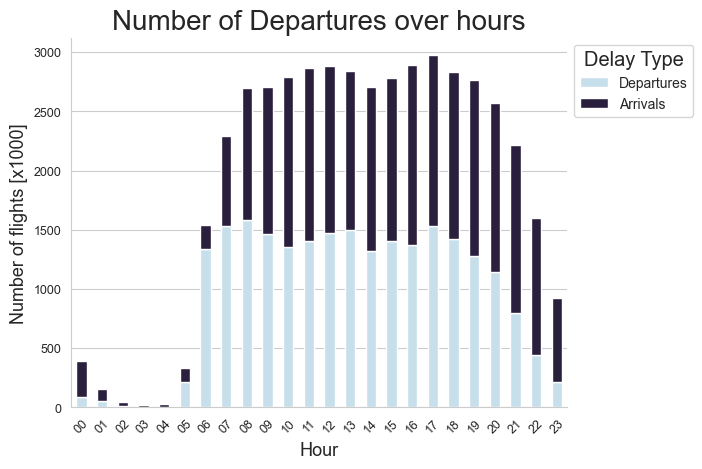 Number of Departures over hours
Number of flights [x1000]
3000
2500
2000
1500
1000
500
0
00 01 02 03 04 05 06 07 08 09 10 11 12 13 14 15 16 17 18 19 20 21 22 23
Hour
Delay Type
Departures
Arrivals